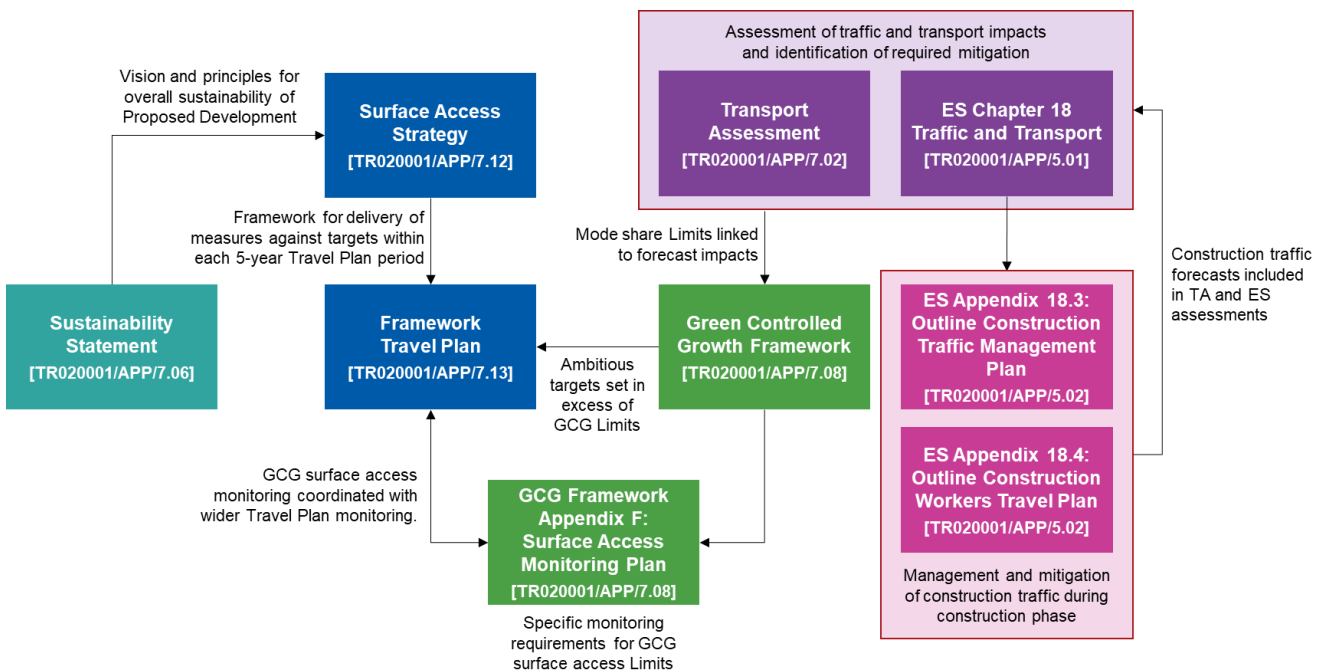 Assessment of traffic and transport impacts
and identification of required mitigation
Vision and principles for
overall sustainability of
Proposed Development
Surface Access
Strategy
[TR020001/APP/7.12]
Transport
Assessment
[TR020001/APP/7.02]
ES Chapter 18
Traffic and Transport
[TR020001/APP/5.01]
Framework for delivery of
measures against targets within
each 5-year Travel Plan period
Mode share Limits linked
to forecast impacts
Construction traffic
forecasts included
in TA and ES
assessments
Sustainability
Statement
[TR020001/APP/7.06]
Framework
Travel Plan
[TR020001/APP/7.13]
Ambitious
targets set in
excess of
GCG Limits
Green Controlled
Growth Framework
[TR020001/APP/7.08]
ES Appendix 18.3:
Outline Construction
Traffic Management
Plan
[TR020001/APP/5.02]
ES Appendix 18.4:
Outline Construction
Workers Travel Plan
[TR020001/APP/5.02]
Management and mitigation
of construction traffic during
construction phase
GCG surface access
monitoring coordinated with
wider Travel Plan monitoring.
GCG Framework
Appendix F:
Surface Access
Monitoring Plan
[TR020001/APP/7.08]
Specific monitoring
requirements for GCG
surface access Limits